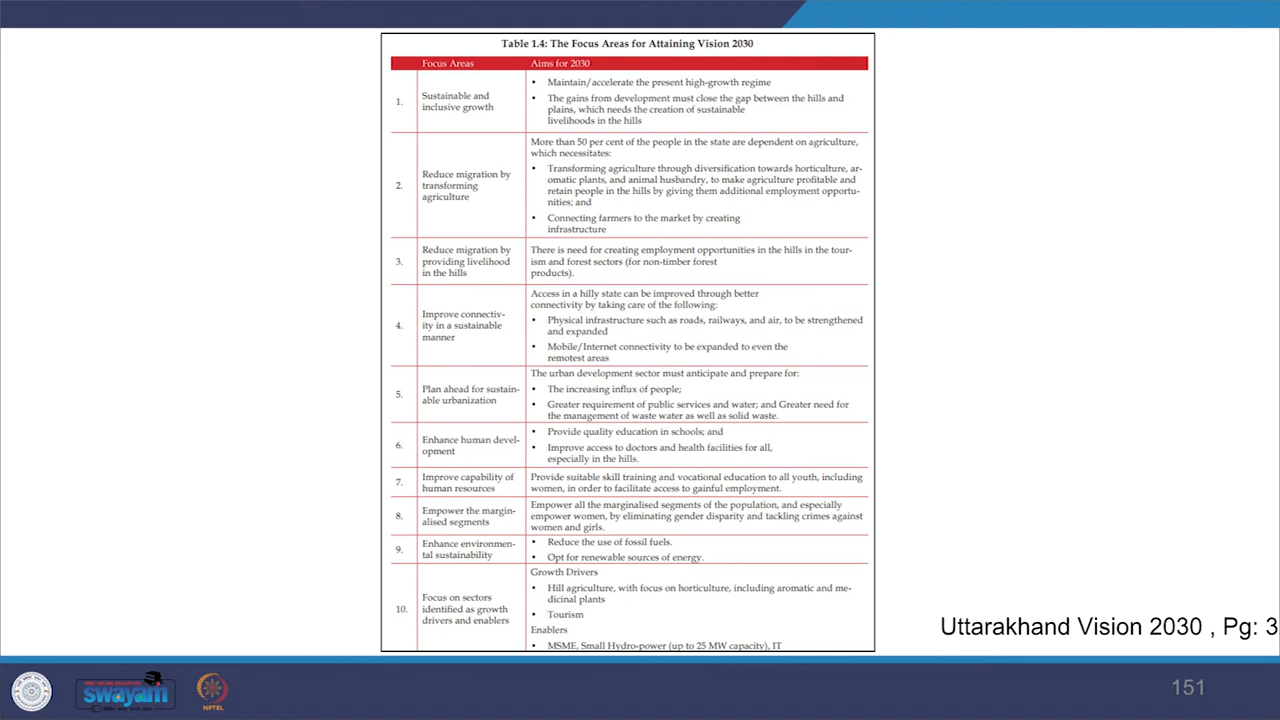 Table 1.4: The Focus Areas for Attaining Vision 2030
Focus Areas
Aims for 2030
1.
Sustainable and
inclusive growth
• Maintain/accelerate the present high-growth regime
• The gains from development must close the gap between the hills and
plains, which needs the creation of sustainable
livelihoods in the hills
2.
Reduce migration by
transforming
agriculture
More than 50 per cent of the people in the state are dependent on agriculture,
which necessitates:
• Transforming agriculture through diversification towards horticulture, ar-
omatic plants, and animal husbandry, to make agriculture profitable and
retain people in the hills by giving them additional employment opportu-
nities; and
• Connecting farmers to the market by creating
infrastructure
3.
Reduce migration by
providing livelihood
in the hills
There is need for creating employment opportunities in the hills in the tour-
ism and forest sectors (for non-timber forest
products).
4.
Improve connectiv-
ity in a sustainable
manner
Access in a hilly state can be improved through better
connectivity by taking care of the following:
• Physical infrastructure such as roads, railways, and air, to be strengthened
and expanded
• Mobile/Internet connectivity to be expanded to even the
remotest areas
5.
Plan ahead for sustain-
able urbanization
The urban development sector must anticipate and prepare for:
• The increasing influx of people;
• Greater requirement of public services and water; and Greater need for
the management of waste water as well as solid waste.
6.
Enhance human devel-
opment
• Provide quality education in schools; and
• Improve access to doctors and health facilities for all,
especially in the hills.
7.
Improve capability of
human resources
Provide suitable skill training and vocational education to all youth, including
women, in order to facilitate access to gainful employment.
8.
Empower the margin-
alised segments
Empower all the marginalised segments of the population, and especially
empower women, by eliminating gender disparity and tackling crimes against
women and girls.
9.
Enhance environmen-
tal sustainability
• Reduce the use of fossil fuels.
• Opt for renewable sources of energy.
10.
Focus on sectors
identified as growth
drivers and enablers
Growth Drivers
• Hill agriculture, with focus on horticulture, including aromatic and me-
dicinal plants
• Tourism
Enablers
• MSME, Small Hydro-power (up to 25 MW capacity), IT
Uttarakhand Vision 2030 , Pg: 3
swayam
NPTEL
151